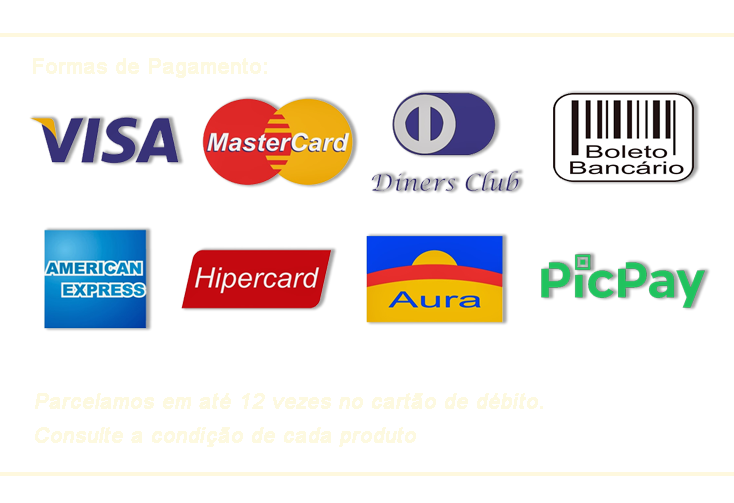 Formas de Pagamento:
VISA
MasterCard
Diners Club
Boleto
Bancário
AMERICAN
EXPRESS
Hipercard
Aura
PicPay
Parcelamos em até 12 vezes no cartão de débito.
Consulte a condição de cada produto